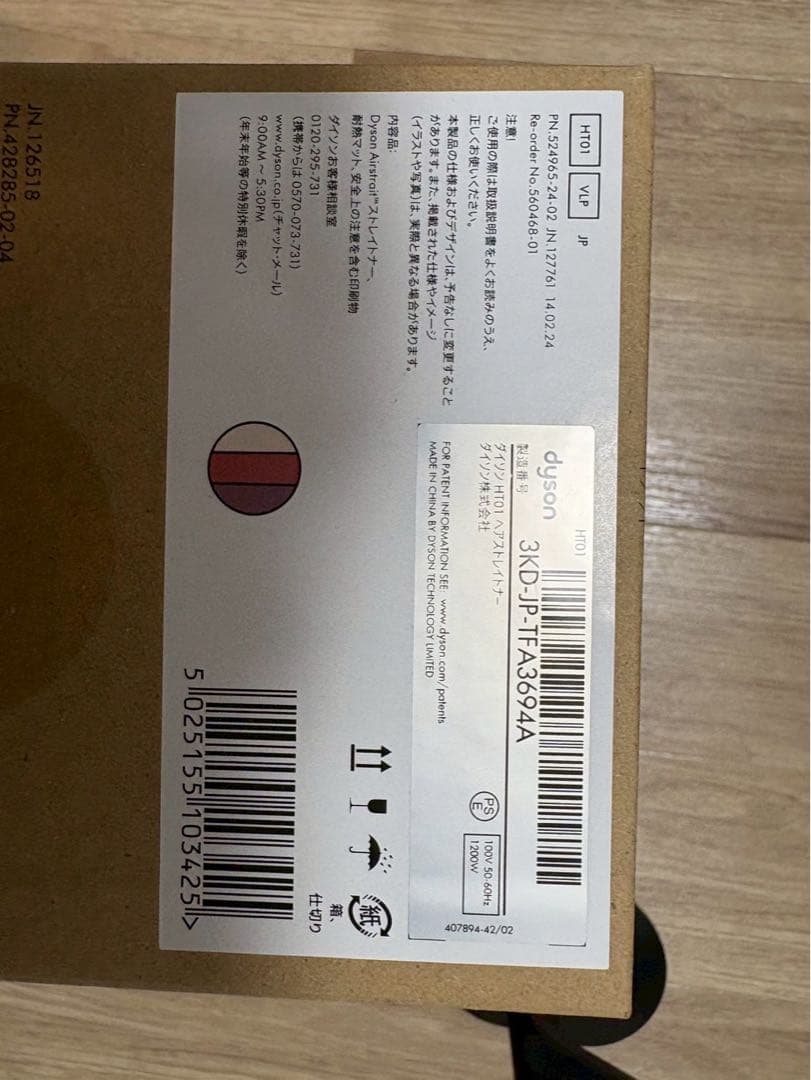 HT01 VLP JP
PN.524965-24-02 JN.127761 14.02.24
Re-order No.560468-01
注意!
ご使用の際は取扱説明書をよくお読みのうえ、
正しくお使いください。
本製品の仕様およびデザインは、予告なしに変更すること
があります。また、掲載された仕様やイメージ
(イラストや写真)は、実際と異なる場合があります。
内容品:
Dyson Airstrait™ストレイトナー、
耐熱マット、安全上の注意を含む印刷物
ダイソンお客様相談室
0120-295-731
(携帯からは 0570-073-731)
www.dyson.co.jp(チャット・メール)
9:00AM ~ 5:30PM
(年末年始等の特別休暇を除く)
HT01
dyson
製造番号
3KD-JP-TFA3694A
ダイソン HT01 ヘアストレイトナー
ダイソン株式会社
PS
E
100V 50-60Hz
1200W
FOR PATENT INFORMATION SEE: www.dyson.com/patents
MADE IN CHINA BY DYSON TECHNOLOGY LIMITED
407894-42/02
紙
箱、
仕切り
5 025155 103425 >
JN.126518
PN.428285-02-04